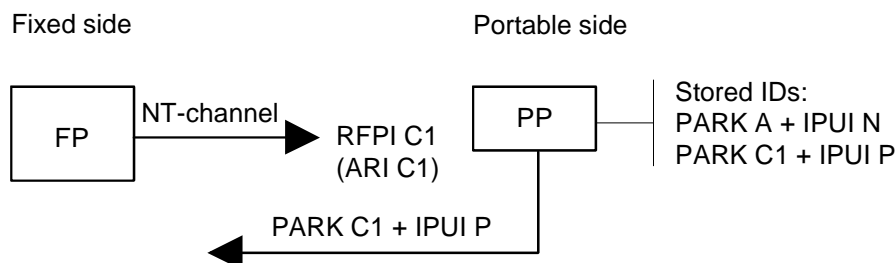 Fixed side
Portable side
FP
NT-channel
RFPI C1
(ARI C1)
PP
Stored IDs:
PARK A + IPUI N
PARK C1 + IPUI P
PARK C1 + IPUI P